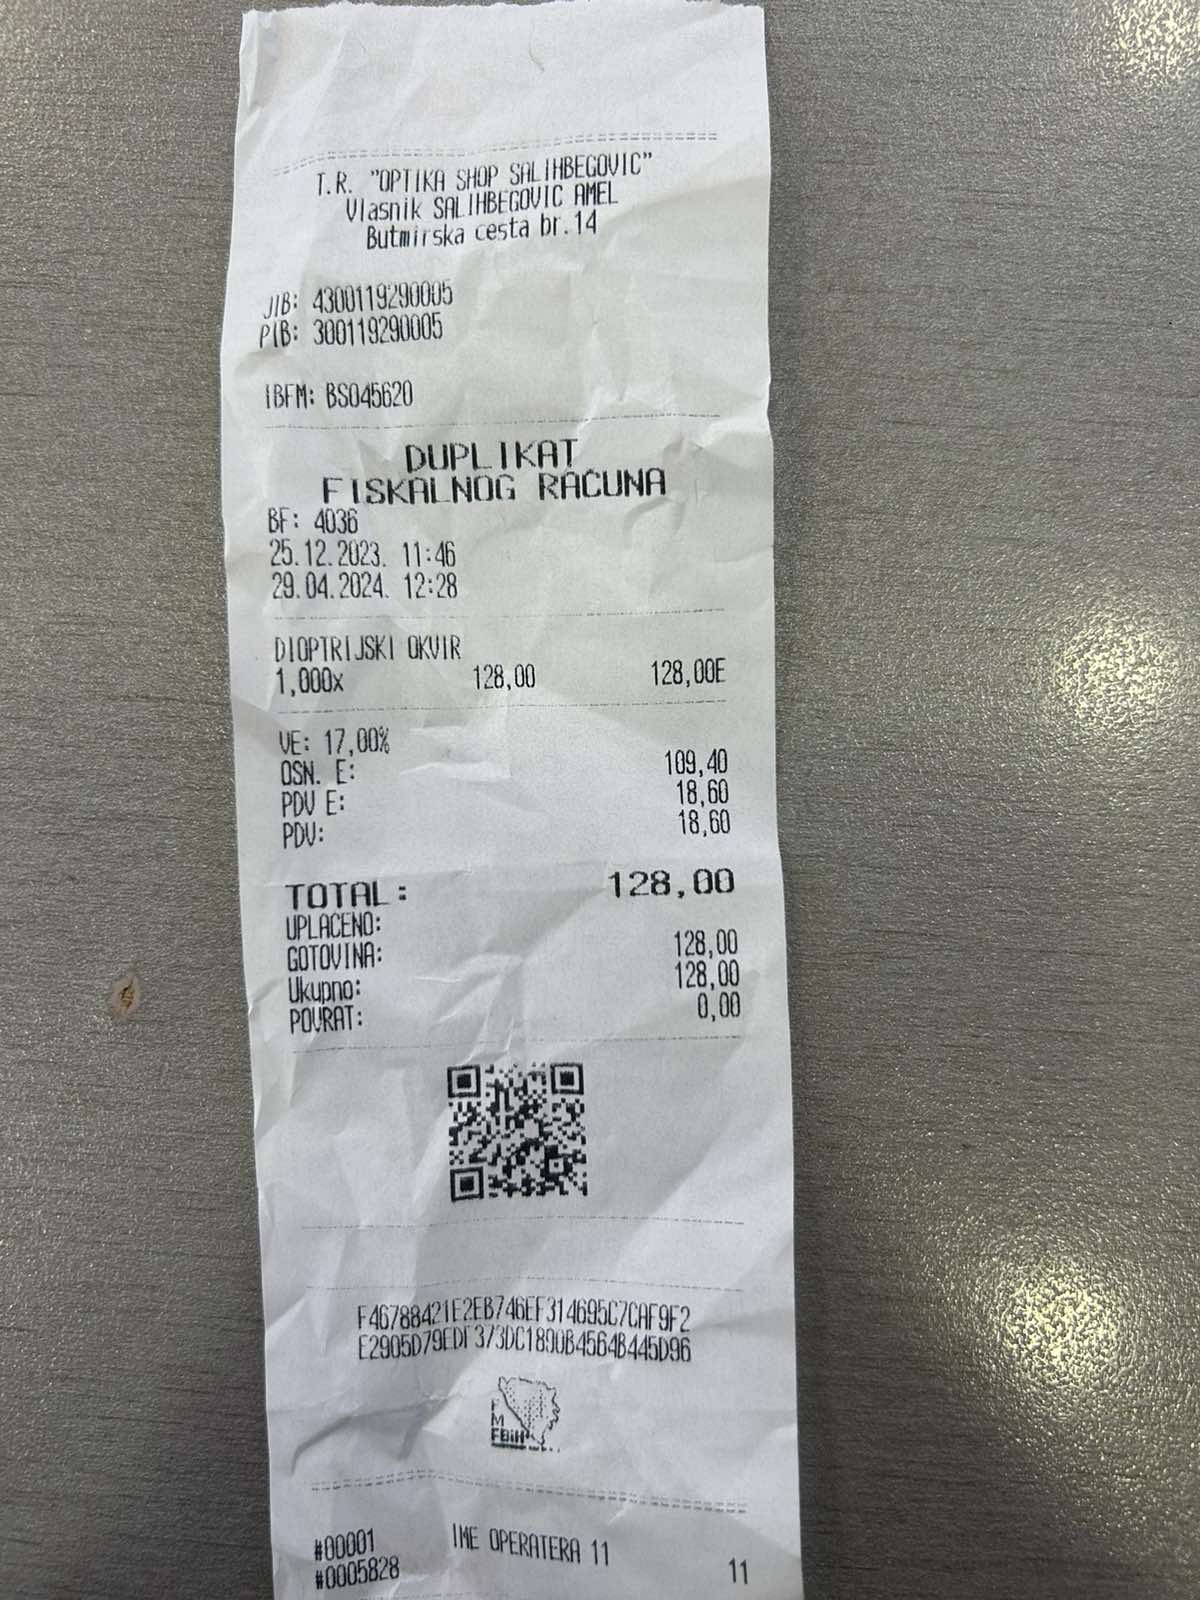 T.R. "OPTIKA SHOP SALIHBEGOVIC"
Vlasnik SALIHBEGOVIC AMEL
Butmirska cesta br.14
JIB: 4300119290005
PIB: 300119290005
IBFM: BS045620
DUPLIKAT
FISKALNOG RAČUNA
BF: 4036
25.12.2023. 11:46
29.04.2024. 12:28
DIOPTRIJSKI OKVIR
1,000x 128,00 128,00E
VE: 17,00%
OSN. E: 109,40
PDV E: 18,60
PDV: 18,60
TOTAL: 128,00
UPLAĆENO:
GOTOVINA: 128,00
Ukupno: 128,00
POVRAT: 0,00
F46788421E2EB746EF314695C7CAF9F2
E2905D79EDF373DC1890B4564B445D96
F
M
FBiH
#00001 IME OPERATERA 11
#0005828 11